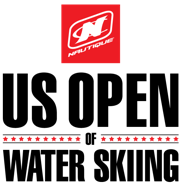 NAUTIQUE
US OPEN
OF
WATER SKIING